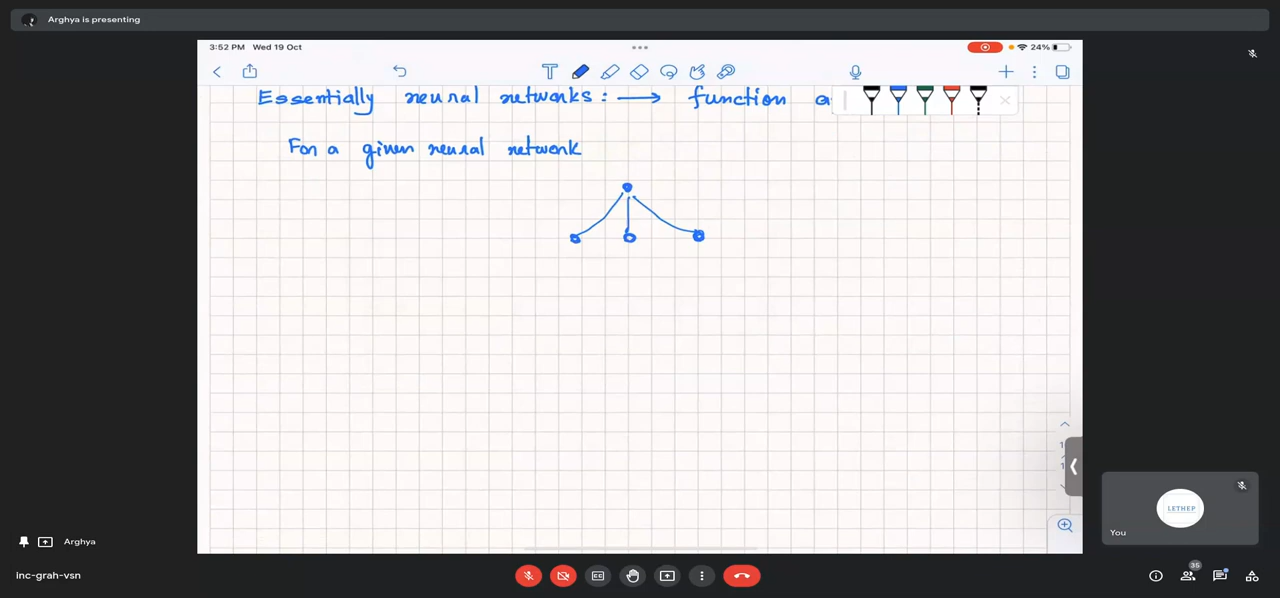 Arghya is presenting
3:52 PM Wed 19 Oct
24%
Essentially neural networks: → function a
For a given neural network
LETHEP
You
Arghya
lnc-grah-vsn
35